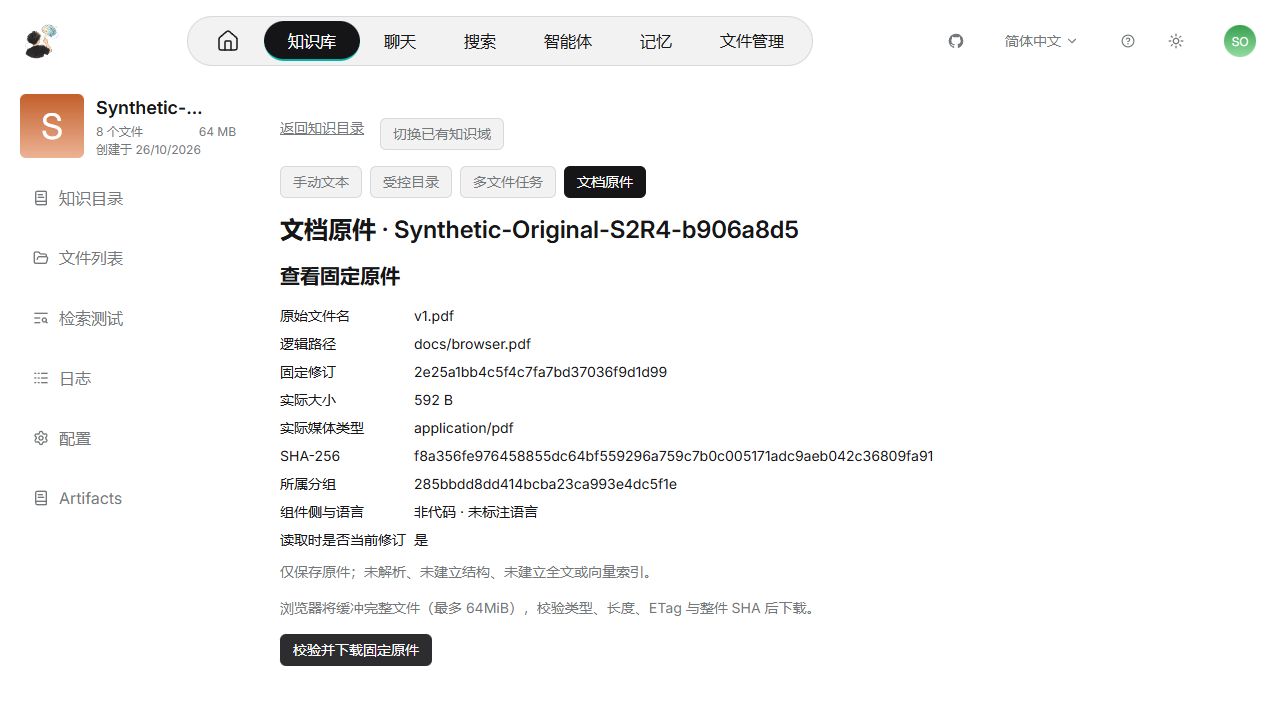 知识库
聊天
搜索
智能体
记忆
文件管理
简体中文
SO
S
Synthetic-...
8 个文件
64 MB
创建于 26/10/2026
知识目录
文件列表
检索测试
日志
配置
Artifacts
返回知识目录
切换已有知识域
手动文本
受控目录
多文件任务
文档原件
文档原件 · Synthetic-Original-S2R4-b906a8d5
查看固定原件
原始文件名 v1.pdf
逻辑路径 docs/browser.pdf
固定修订 2e25a1bb4c5f4c7fa7bd37036f9d1d99
实际大小 592 B
实际媒体类型 application/pdf
SHA-256 f8a356fe976458855dc64bf559296a759c7b0c005171adc9aeb042c36809fa91
所属分组 285bbdd8dd414bcba23ca993e4dc5f1e
组件侧与语言 非代码 · 未标注语言
读取时是否当前修订 是
仅保存原件；未解析、未建立结构、未建立全文或向量索引。
浏览器将缓冲完整文件（最多 64MiB），校验类型、长度、ETag 与整件 SHA 后下载。
校验并下载固定原件